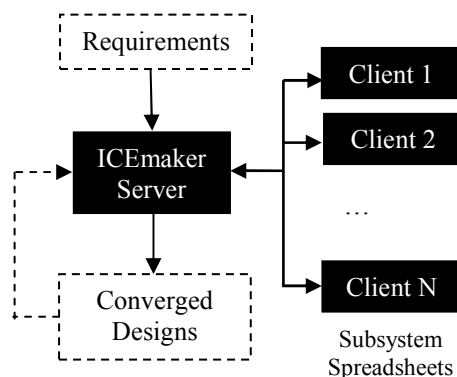 Requirements
ICEmaker
Server
Converged
Designs
Client 1
Client 2
…
Client N
Subsystem
Spreadsheets